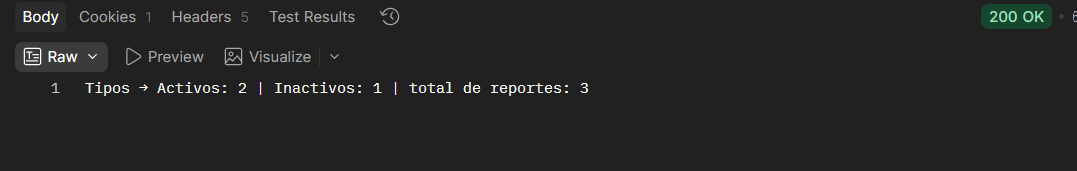 Body Cookies 1 Headers 5 Test Results 200 OK
Raw Preview Visualize
1 Tipos → Activos: 2 | Inactivos: 1 | total de reportes: 3